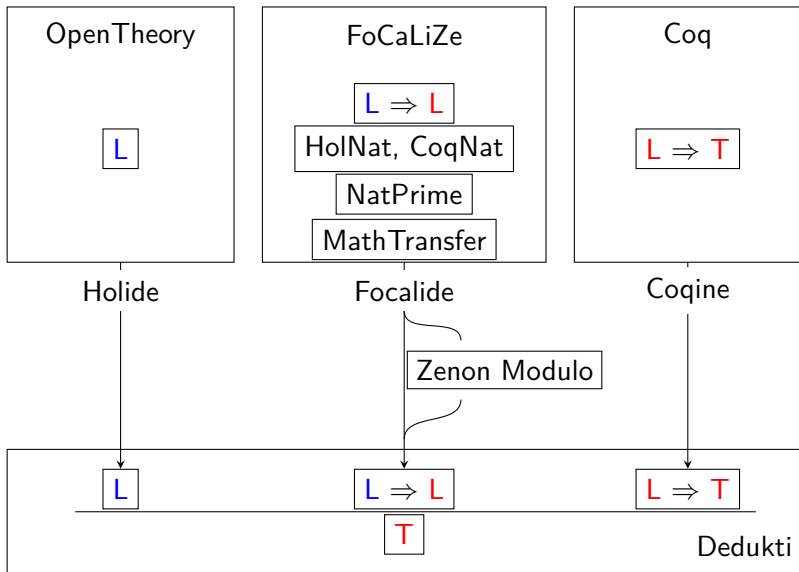 OpenTheory
L
FoCaLiZe
L ⇒ L
HolNat, CoqNat
NatPrime
MathTransfer
Coq
L ⇒ T
Holide
Focalide
Coqine
Zenon Modulo
L
L ⇒ L
L ⇒ T
T
Dedukti